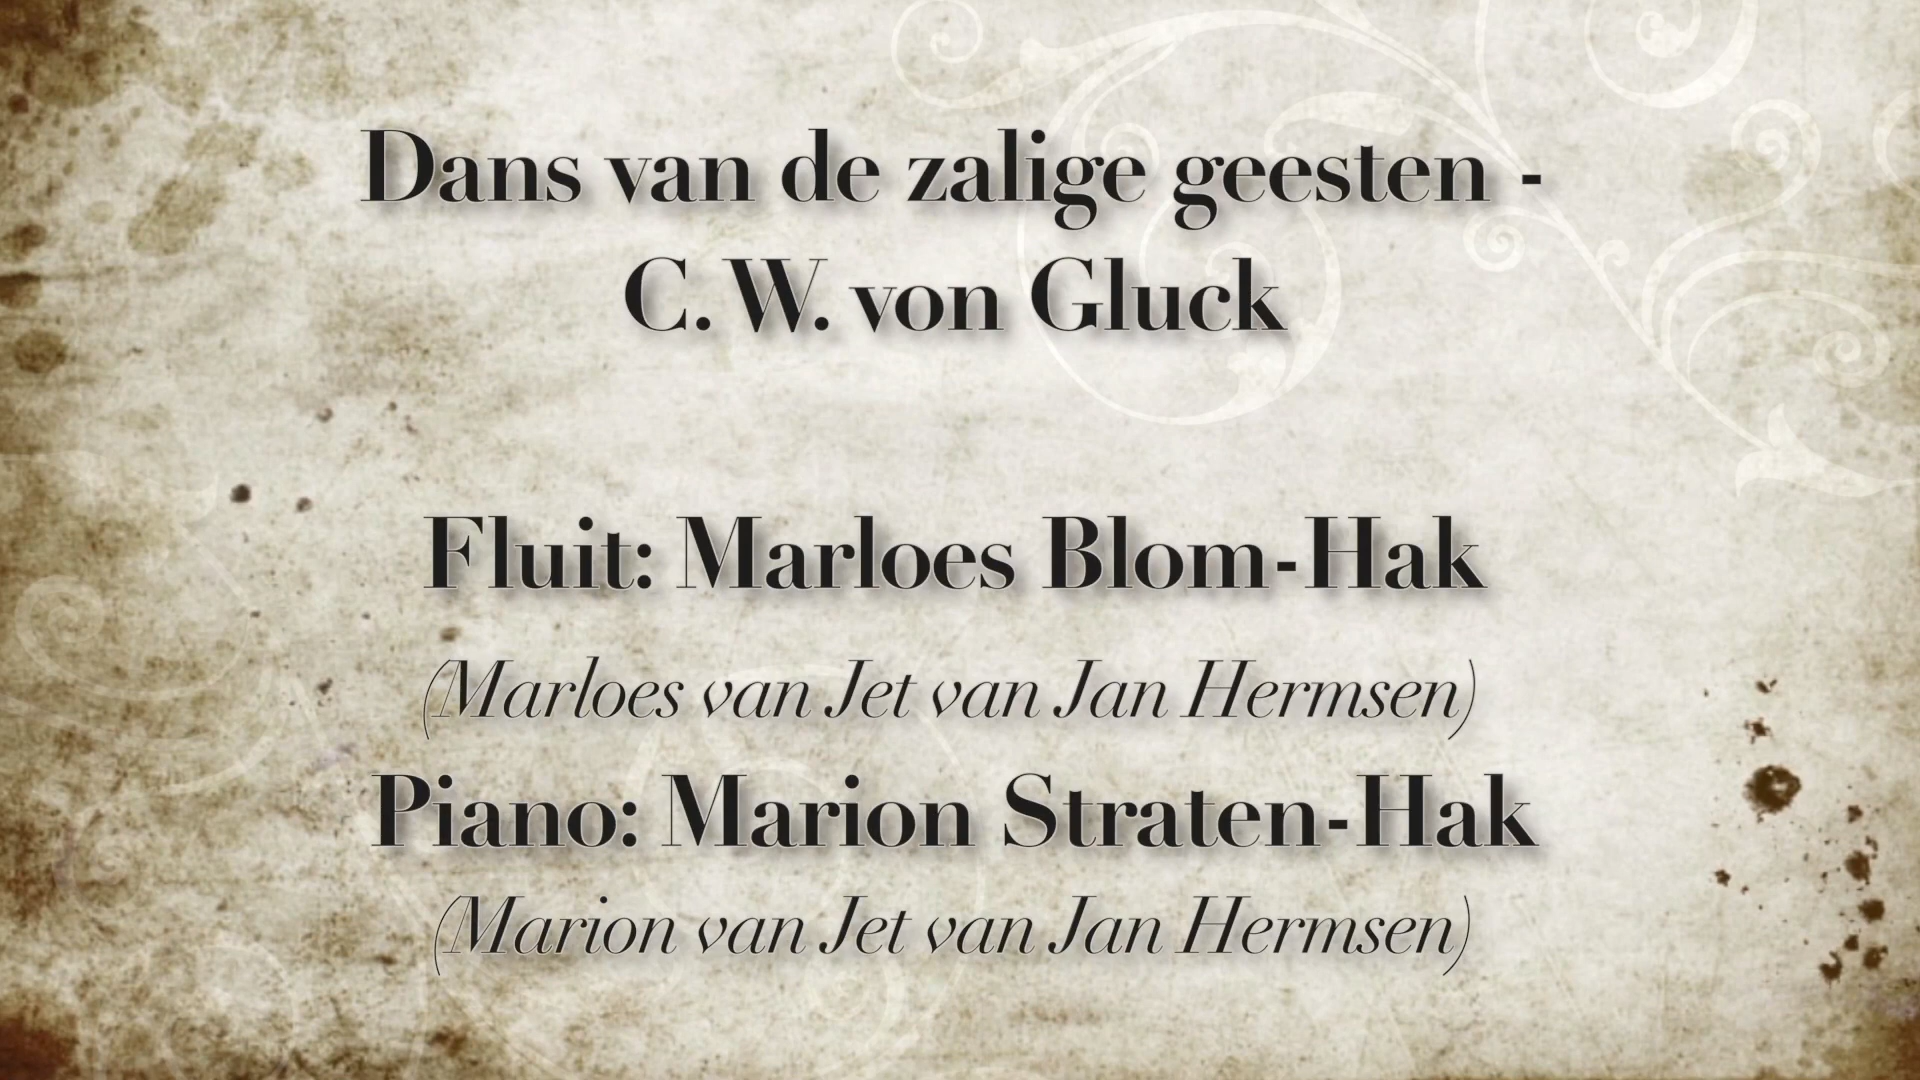 Dans van de zalige geesten -
C. W. von Gluck
Fluit: Marloes Blom-Hak
(Marloes van Jet van Jan Hermsen)
Piano: Marion Straten-Hak
(Marion van Jet van Jan Hermsen)